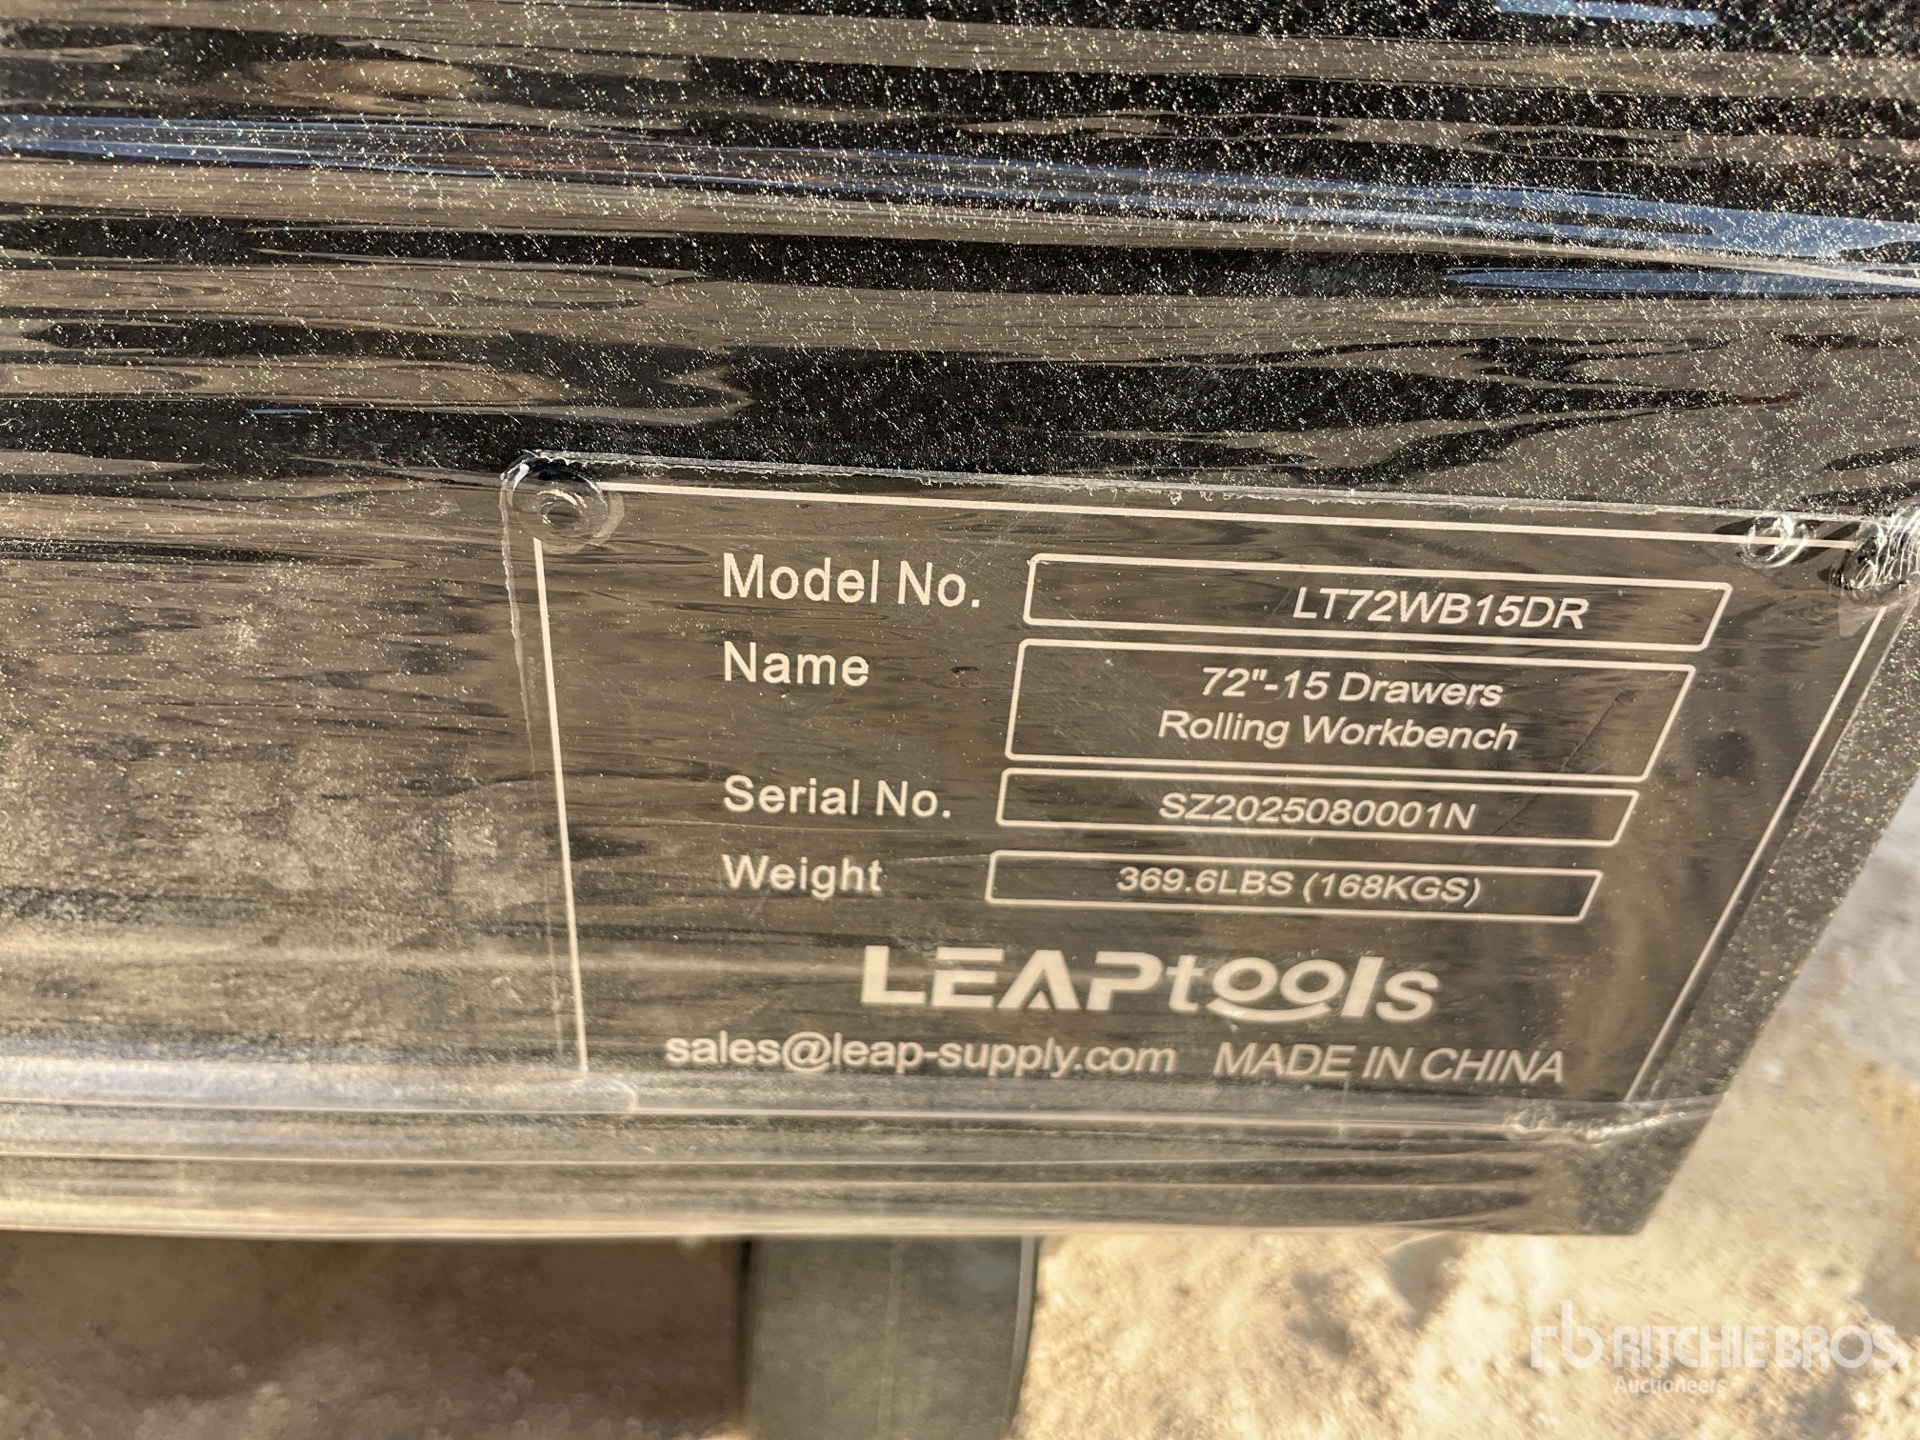 Model No. LT72WB15DR
Name 72"-15 Drawers
Rolling Workbench
Serial No. SZ2025080001N
Weight 369.6LBS (168KGS)
LEAPtools
sales@leap-supply.com MADE IN CHINA
rb RITCHIE BROS.
Auctioneers